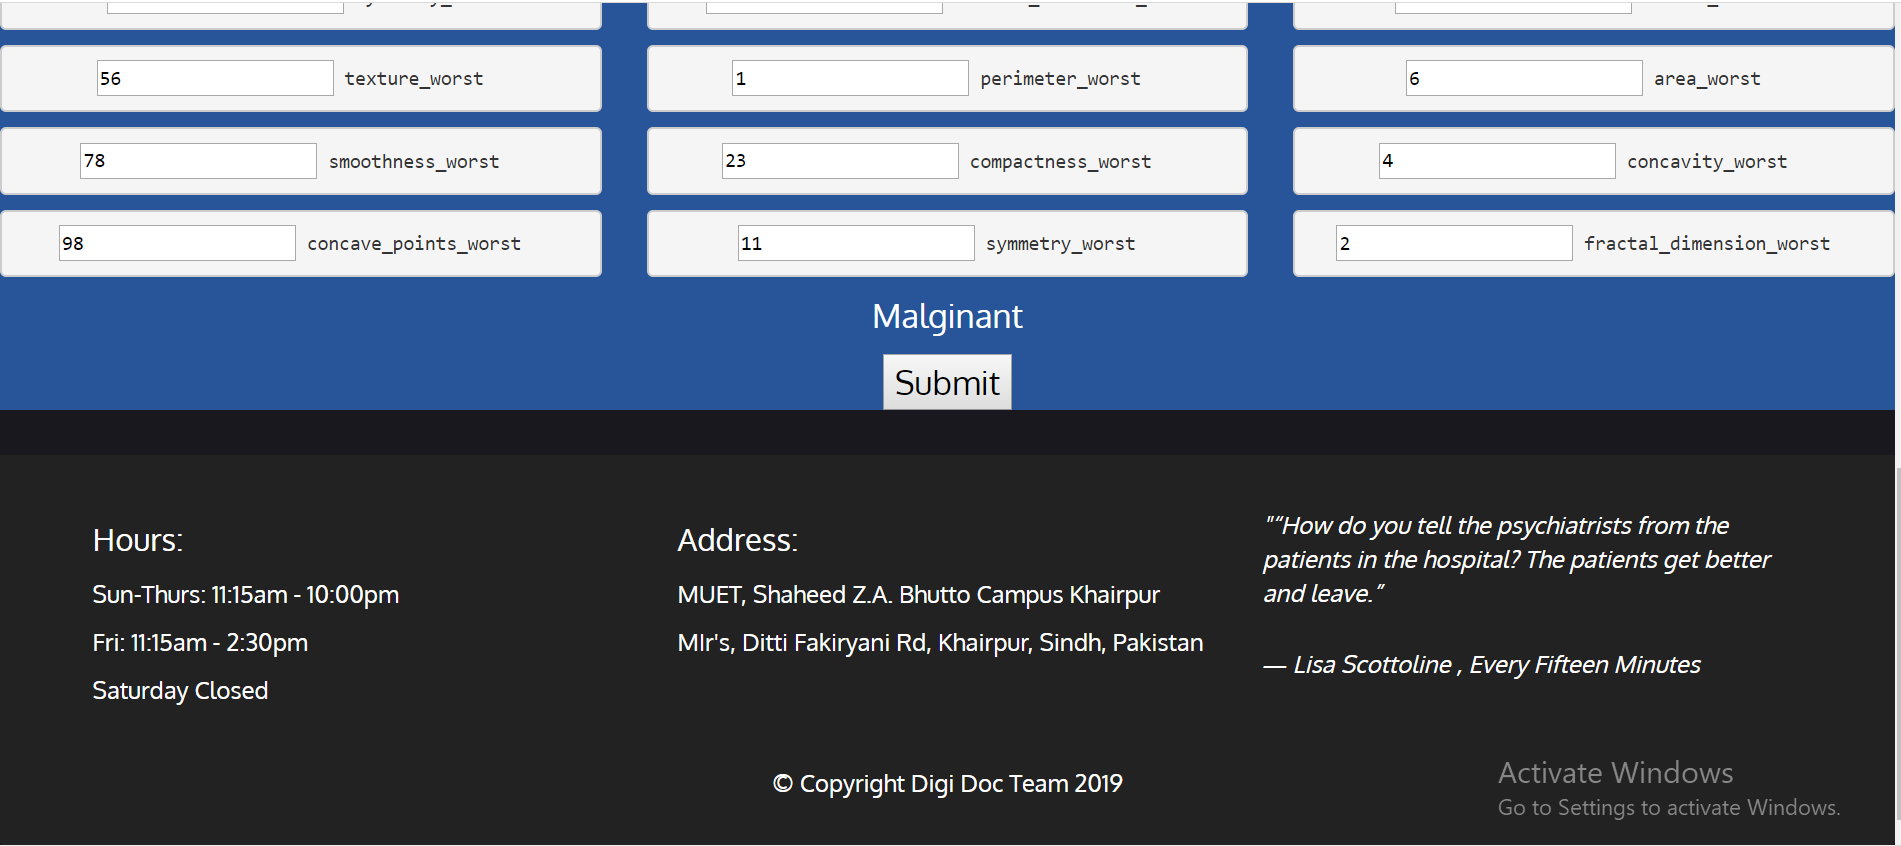 56 texture_worst 1 perimeter_worst 6 area_worst
78 smoothness_worst 23 compactness_worst 4 concavity_worst
98 concave_points_worst 11 symmetry_worst 2 fractal_dimension_worst
Malginant
Submit
Hours:
Sun-Thurs: 11:15am - 10:00pm
Fri: 11:15am - 2:30pm
Saturday Closed
Address:
MUET, Shaheed Z.A. Bhutto Campus Khairpur
MIr's, Ditti Fakiryani Rd, Khairpur, Sindh, Pakistan
"“How do you tell the psychiatrists from the
patients in the hospital? The patients get better
and leave.”
— Lisa Scottoline , Every Fifteen Minutes
© Copyright Digi Doc Team 2019
Activate Windows
Go to Settings to activate Windows.